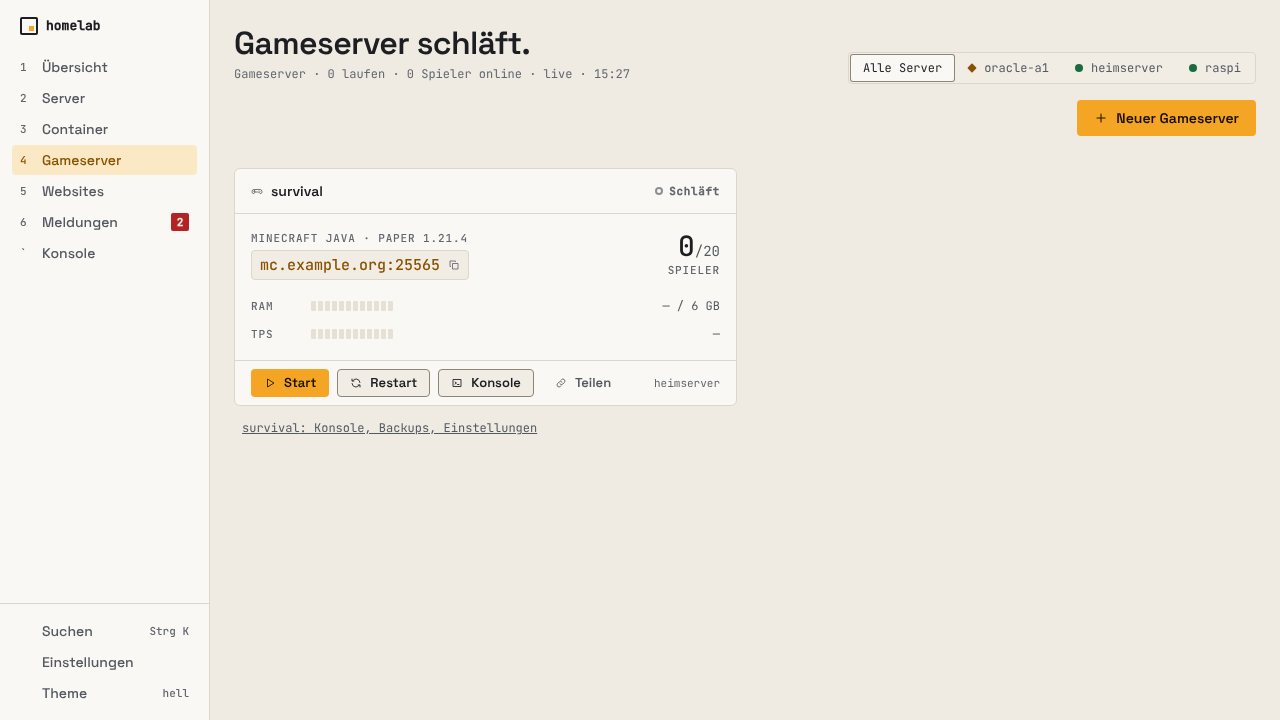 homelab
1 Übersicht
2 Server
3 Container
4 Gameserver
5 Websites
6 Meldungen 2
` Konsole
Suchen Strg K
Einstellungen
Theme hell
Gameserver schläft.
Gameserver · 0 laufen · 0 Spieler online · live · 15:27
Alle Server oracle-a1 heimserver raspi
+ Neuer Gameserver
survival Schläft
MINECRAFT JAVA · PAPER 1.21.4
mc.example.org:25565
0/20
SPIELER
RAM — / 6 GB
TPS —
Start Restart Konsole Teilen heimserver
survival: Konsole, Backups, Einstellungen